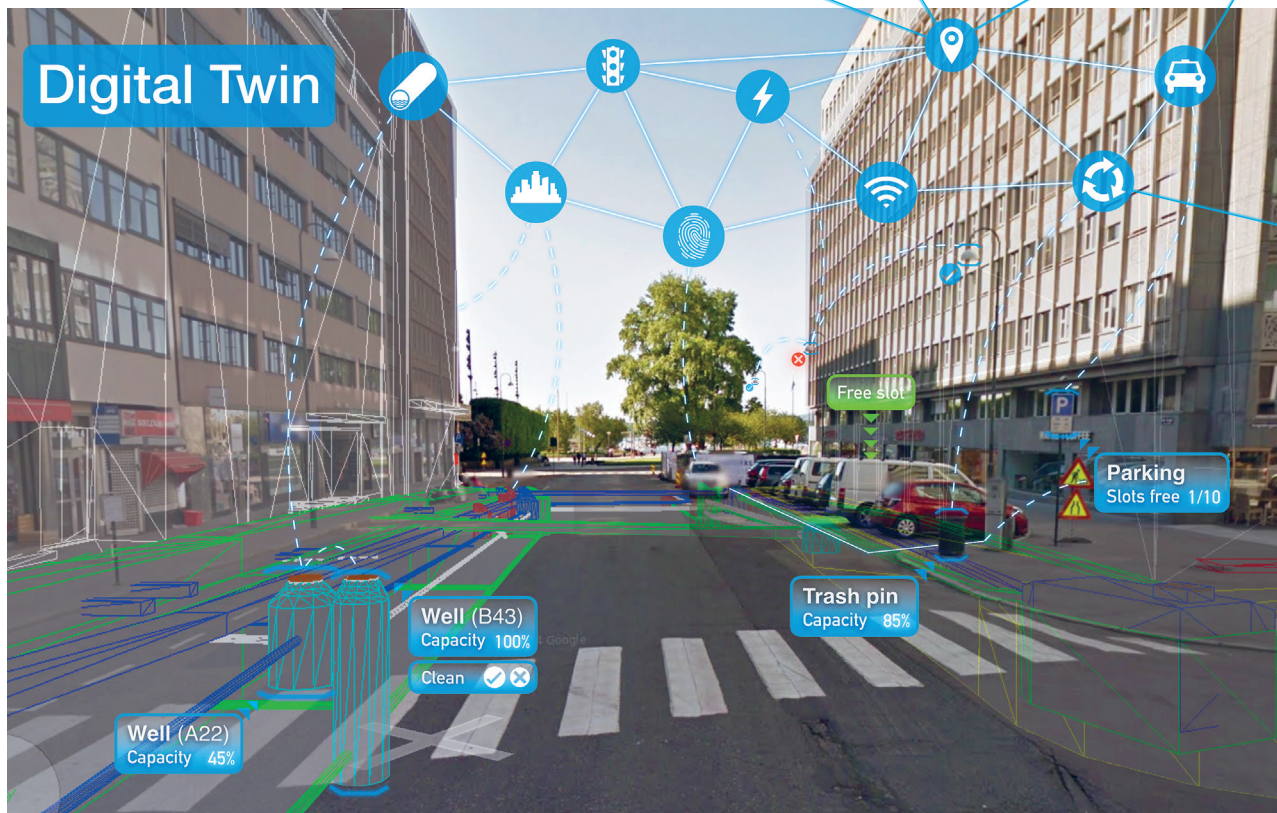 Digital Twin
Free slot
P
Parking
Slots free 1/10
Trash pin
Capacity 85%
Well (B43)
Capacity 100%
Google
Clean
Well (A22)
Capacity 45%